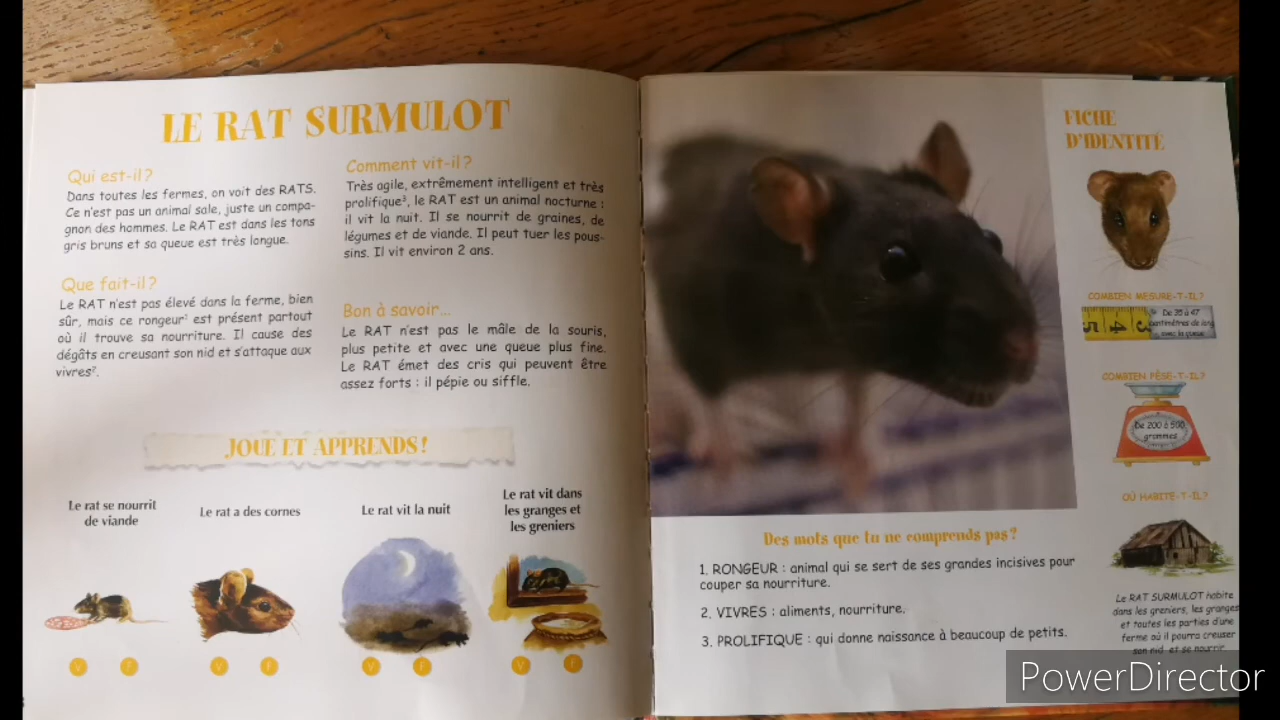 LE RAT SURMULOT
Qui est-il ?
Dans toutes les fermes, on voit des RATS.
Ce n'est pas un animal sale, juste un compa-
gnon des hommes. Le RAT est dans les tons
gris bruns et sa queue est très longue.
Que fait-il ?
Le RAT n'est pas élevé dans la ferme, bien
sûr, mais ce rongeur¹ est présent partout
où il trouve sa nourriture. Il cause des
dégâts en creusant son nid et s'attaque aux
vivres².
Comment vit-il ?
Très agile, extrêmement intelligent et très
prolifique³, le RAT est un animal nocturne :
il vit la nuit. Il se nourrit de graines, de
légumes et de viande. Il peut tuer les pous-
sins. Il vit environ 2 ans.
Bon à savoir...
Le RAT n'est pas le mâle de la souris,
plus petite et avec une queue plus fine.
Le RAT émet des cris qui peuvent être
assez forts : il pépie ou siffle.
JOUE ET APPRENDS !
Le rat se nourrit
de viande
V F
Le rat a des cornes
V F
Le rat vit la nuit
V F
Le rat vit dans
les granges et
les greniers
V F
Des mots que tu ne comprends pas ?
1. RONGEUR : animal qui se sert de ses grandes incisives pour
couper sa nourriture.
2. VIVRES : aliments, nourriture.
3. PROLIFIQUE : qui donne naissance à beaucoup de petits.
FICHE
D'IDENTITÉ
COMBIEN MESURE-T-IL ?
5 4 3
De 35 à 47
centimètres de long
avec la queue
COMBIEN PÈSE-T-IL ?
De 200 à 500
grammes
OÙ HABITE-T-IL ?
Le RAT SURMULOT habite
dans les greniers, les granges
et toutes les parties d'une
ferme où il pourra creuser
son nid et se nourrir.
PowerDirector